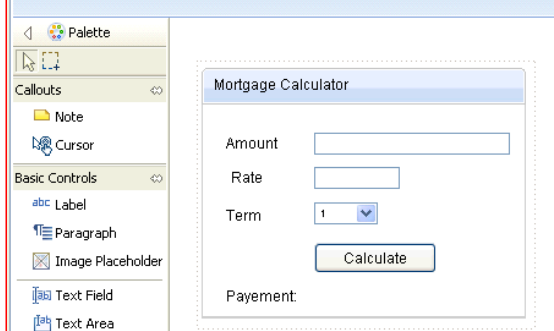 Palette
Callouts
Note
Cursor
Basic Controls
abc Label
Paragraph
Image Placeholder
Text Field
Text Area
Mortgage Calculator
Amount
Rate
Term 1
Calculate
Payement: